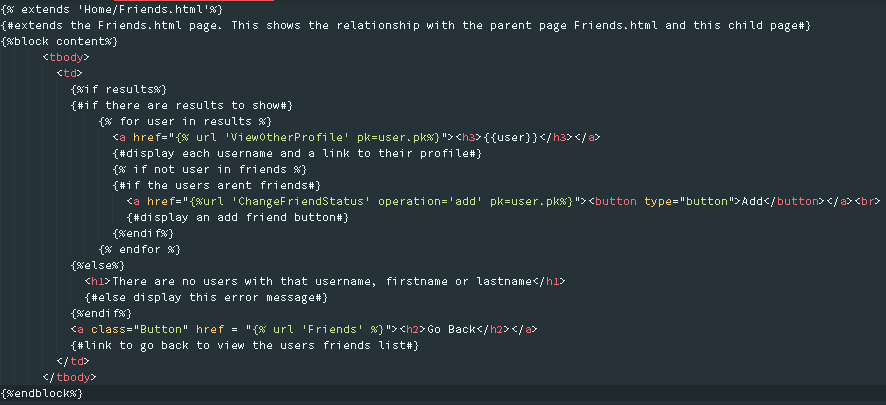 {% extends 'Home/Friends.html'%}
{#extends the Friends.html page. This shows the relationship with the parent page Friends.html and this child page#}
{%block content%}
<tbody>
<td>
{%if results%}
{#if there are results to show#}
{% for user in results %}
<a href="{% url 'ViewOtherProfile' pk=user.pk%}"><h3>{{user}}</h3></a>
{#display each username and a link to their profile#}
{% if not user in friends %}
{#if the users arent friends#}
<a href="{%url 'ChangeFriendStatus' operation='add' pk=user.pk%}"><button type="button">Add</button></a><br>
{#display an add friend button#}
{%endif%}
{% endfor %}
{%else%}
<h1>There are no users with that username, firstname or lastname</h1>
{#else display this error message#}
{%endif%}
<a class="Button" href = "{% url 'Friends' %}"><h2>Go Back</h2></a>
{#link to go back to view the users friends list#}
</td>
</tbody>
{%endblock%}